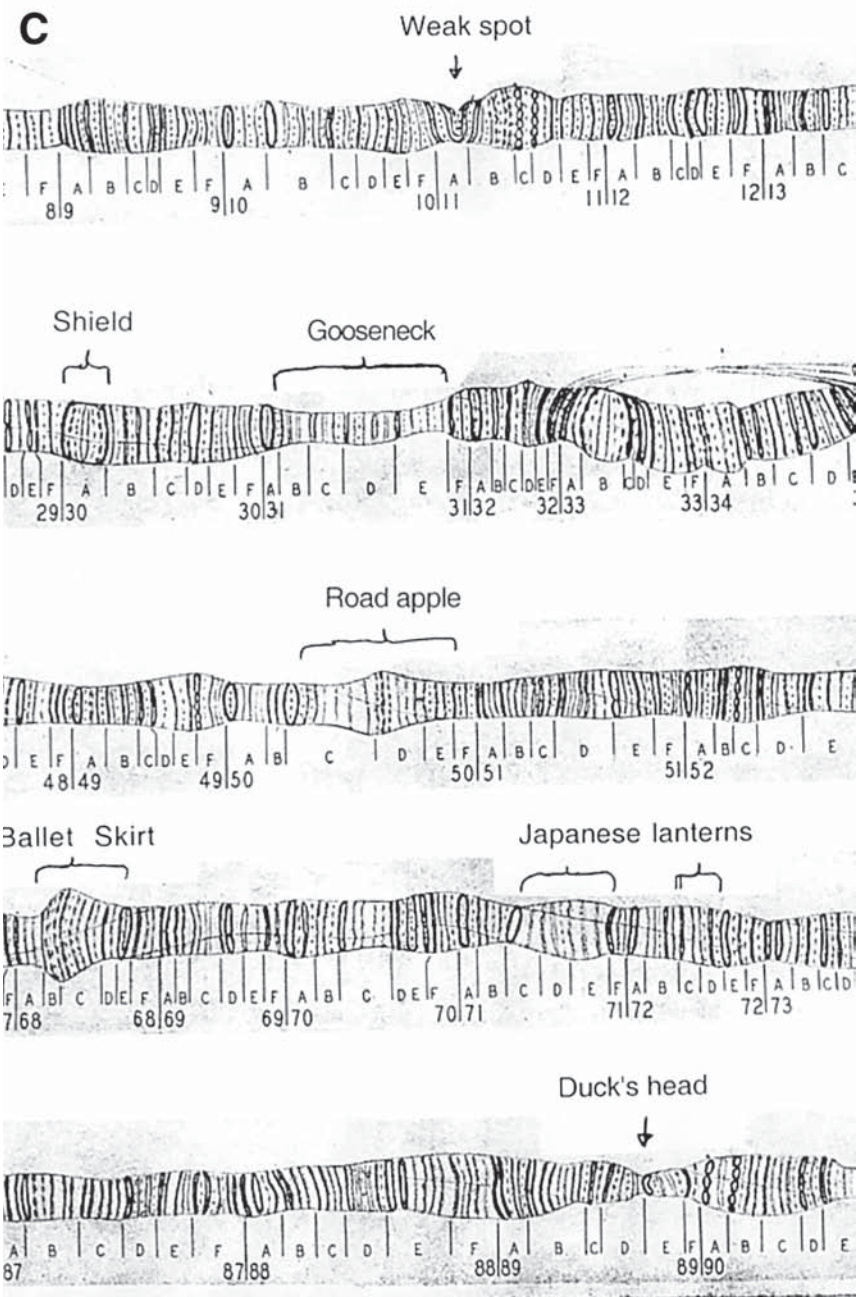 C
Weak spot
F A B C D E F A B C D E F A B C D E F A B C D E F A B C
8|9 9|10 10|11 11|12 12|13
Shield
Gooseneck
D E F A B C D E F A B C D E F A B C D E F A B C D E F A B C D
29|30 30|31 31|32 32|33 33|34
Road apple
D E F A B C D E F A B C D E F A B C D E F A B C D E
48|49 49|50 50|51 51|52
Ballet Skirt
Japanese lanterns
F A B C D E F A B C D E F A B C D E F A B C D E F A B C D E F A B C D
7|68 68|69 69|70 70|71 71|72 72|73
Duck's head
A B C D E F A B C D E F A B C D E F A B C D E
87 87|88 88|89 89|90